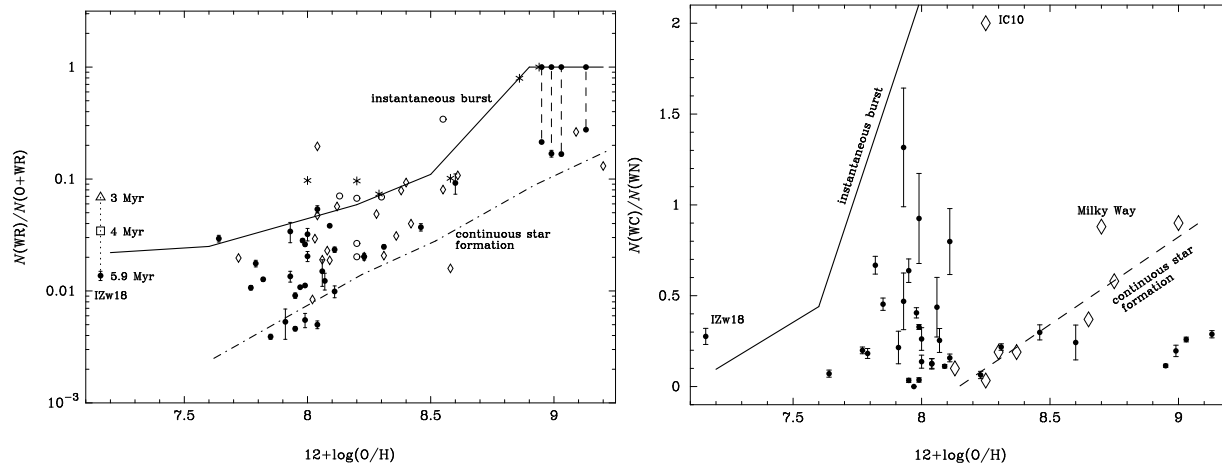 1
0.1
0.01
10⁻³
7.5
8
8.5
9
N(WR)/N(O+WR)
12+log(O/H)
instantaneous burst
continuous star
formation
3 Myr
4 Myr
5.9 Myr
IZw18
2
1.5
1
0.5
0
7.5
8
8.5
9
N(WC)/N(WN)
12+log(O/H)
IC10
instantaneous burst
Milky Way
continuous star
formation
IZw18